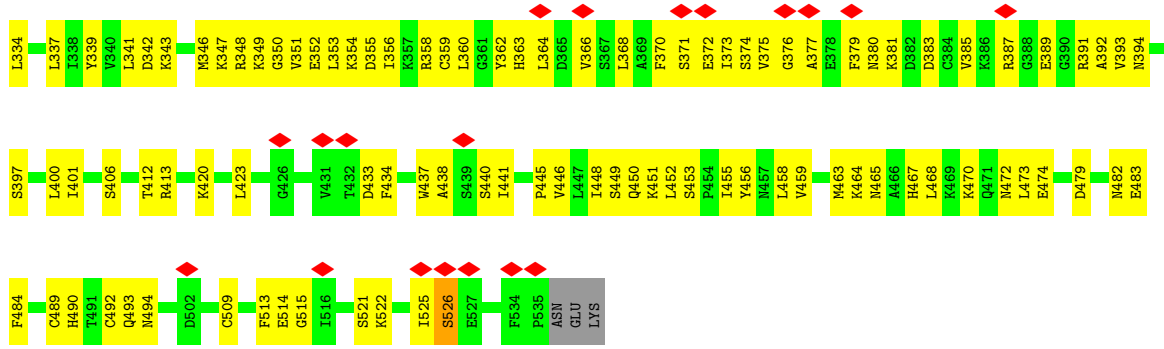 L334 L337 I338 Y339 V340 L341 D342 K343 M346 K347 R348 K349 G350 V351 E352 L353 K354 D355 I356 K357 R358 C359 L360 G361 Y362 H363 L364 D365 V366 S367 L368 A369 F370 S371 E372 I373 S374 V375 G376 A377 E378 F379 N380 K381 D382 D383 C384 V385 K386 R387 G388 E389 G390 R391 A392 V393 N394
S397 L400 I401 S406 T412 R413 K420 L423 G426 V431 T432 D433 F434 W437 A438 S439 S440 I441 P445 V446 L447 I448 S449 Q450 K451 L452 S453 P454 I455 Y456 N457 L458 V459 M463 K464 N465 A466 H467 L468 K469 K470 Q471 N472 L473 E474 D479 N482 E483
F484 C489 H490 T491 C492 Q493 N494 D502 C509 F513 E514 G515 I516 S521 K522 I525 S526 E527 F534 P535 ASN GLU LYS